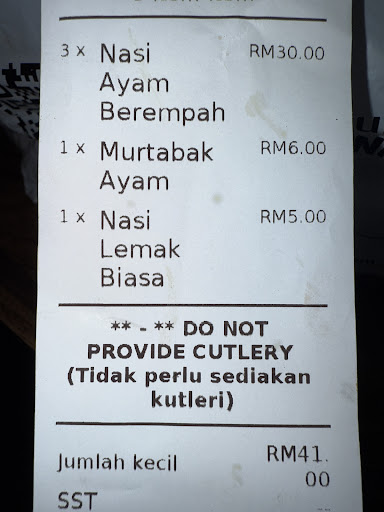 3 x Nasi Ayam Berempah RM30.00
1 x Murtabak Ayam RM6.00
1 x Nasi Lemak Biasa RM5.00
** - ** DO NOT
PROVIDE CUTLERY
(Tidak perlu sediakan
kutleri)
Jumlah kecil RM41.00
SST